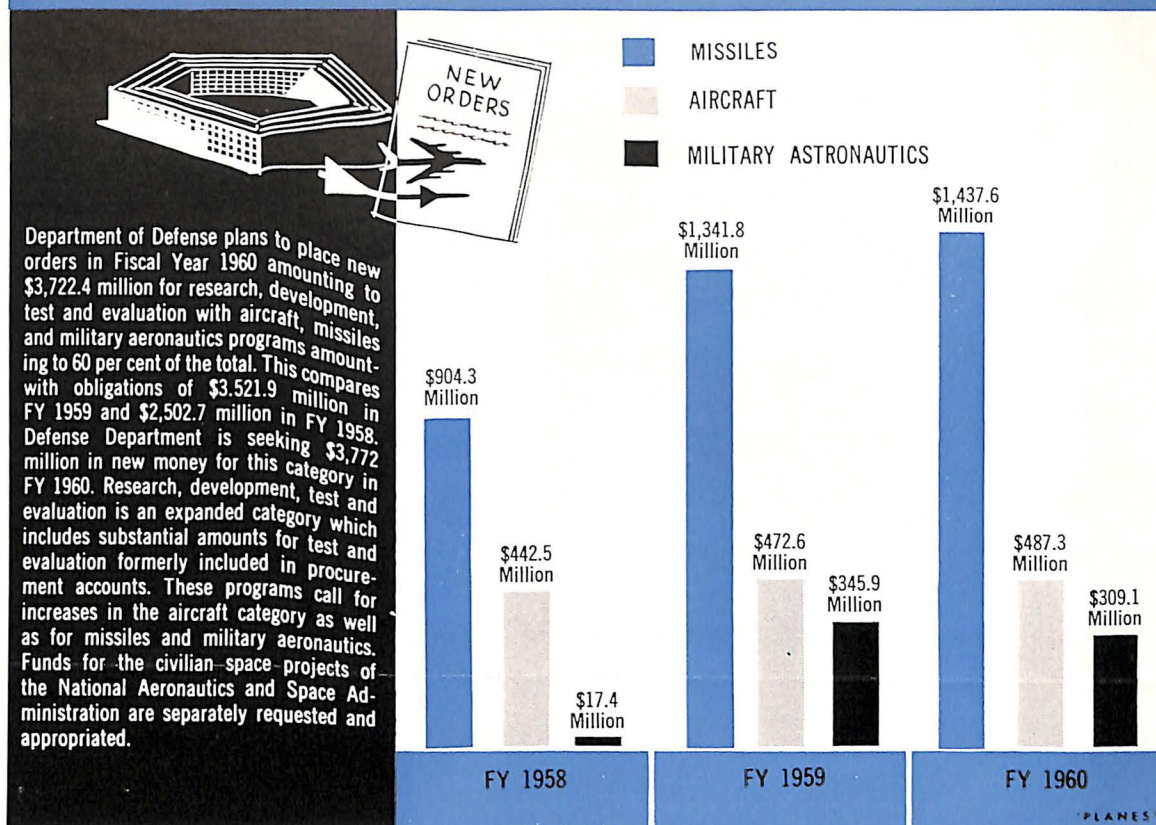 NEW
ORDERS
Department of Defense plans to place new
orders in Fiscal Year 1960 amounting to
$3,722.4 million for research, development,
test and evaluation with aircraft, missiles
and military aeronautics programs amount-
ing to 60 per cent of the total. This compares
with obligations of $3.521.9 million in
FY 1959 and $2,502.7 million in FY 1958.
Defense Department is seeking $3,772
million in new money for this category in
FY 1960. Research, development, test and
evaluation is an expanded category which
includes substantial amounts for test and
evaluation formerly included in procure-
ment accounts. These programs call for
increases in the aircraft category as well
as for missiles and military aeronautics.
Funds for the civilian space projects of
the National Aeronautics and Space Ad-
ministration are separately requested and
appropriated.
MISSILES
AIRCRAFT
MILITARY ASTRONAUTICS
$904.3
Million
$442.5
Million
$17.4
Million
FY 1958
$1,341.8
Million
$472.6
Million
$345.9
Million
FY 1959
$1,437.6
Million
$487.3
Million
$309.1
Million
FY 1960
"PLANES"